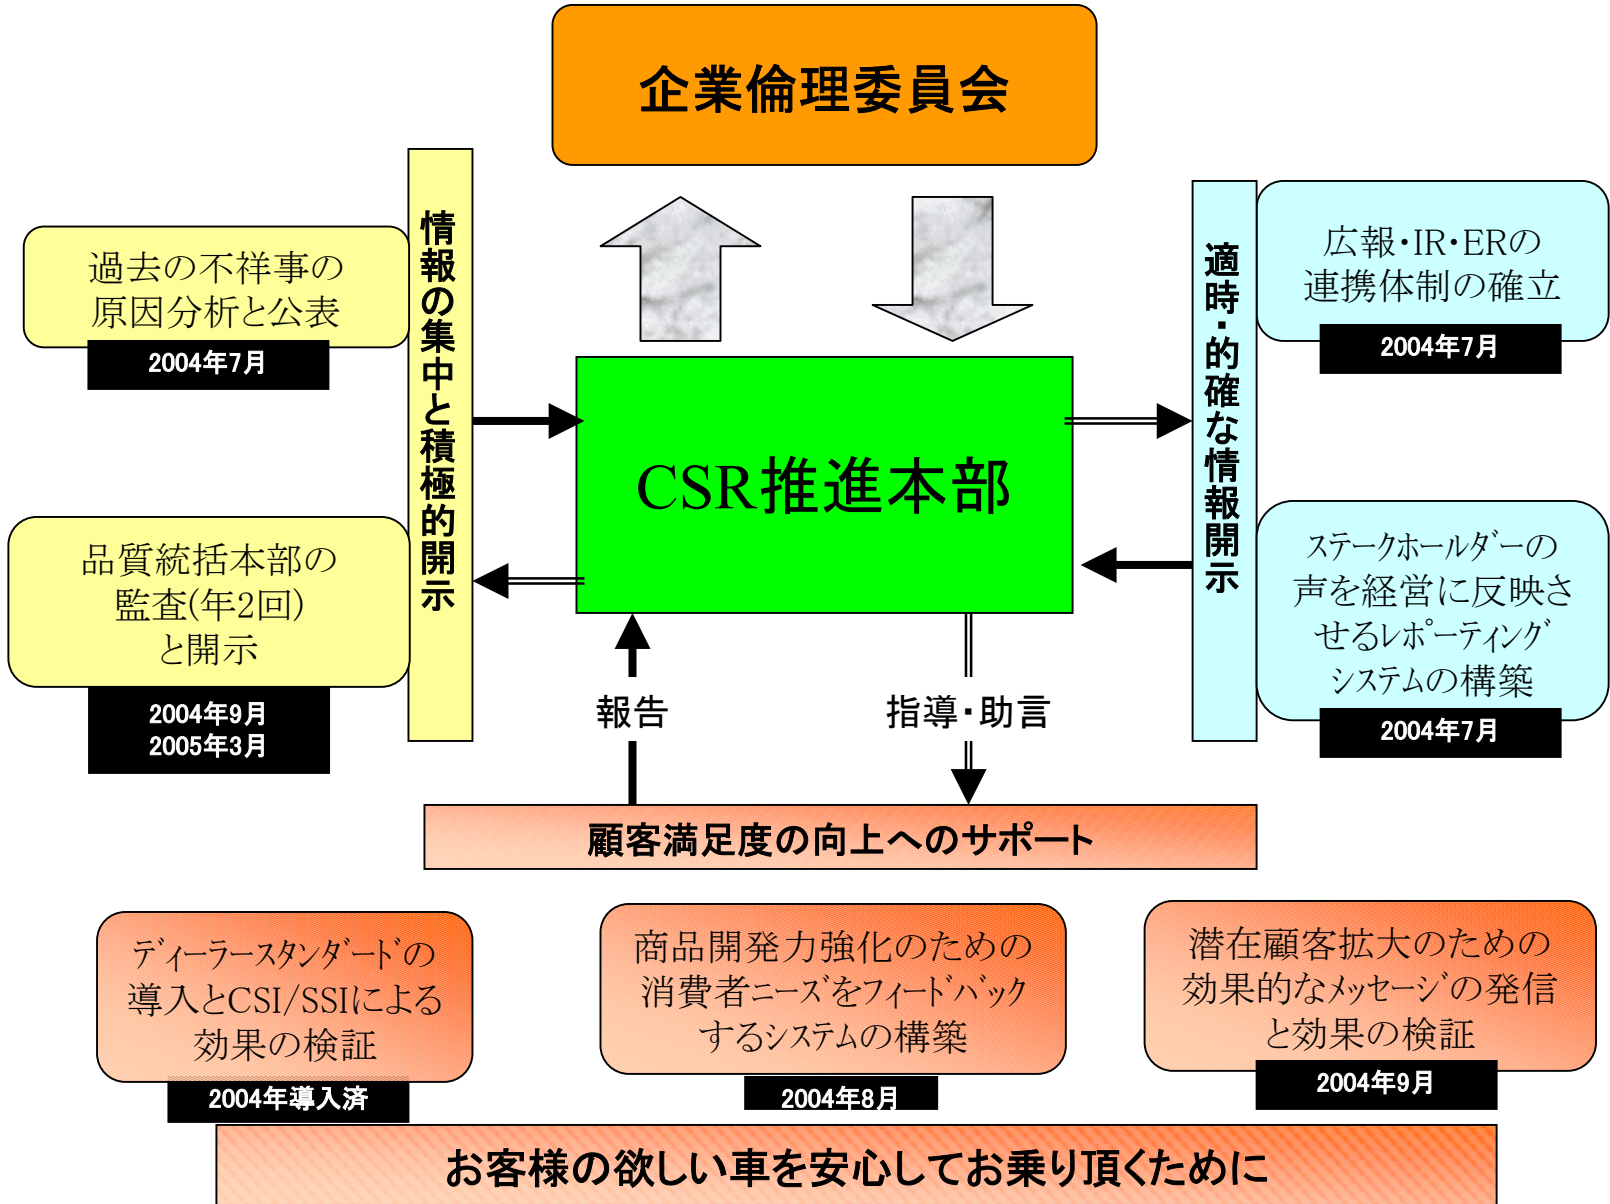 企業倫理委員会
情報の集中と積極的開示
過去の不祥事の
原因分析と公表
2004年7月
品質統括本部の
監査(年2回)
と開示
2004年9月
2005年3月
CSR推進本部
適時・的確な情報開示
広報・IR・ERの
連携体制の確立
2004年7月
ステークホールダーの
声を経営に反映さ
せるレポーティング
システムの構築
2004年7月
報告
指導・助言
顧客満足度の向上へのサポート
ディーラースタンダードの
導入とCSI/SSIによる
効果の検証
2004年導入済
商品開発力強化のための
消費者ニーズをフィードバック
するシステムの構築
2004年8月
潜在顧客拡大のための
効果的なメッセージの発信
と効果の検証
2004年9月
お客様の欲しい車を安心してお乗り頂くために